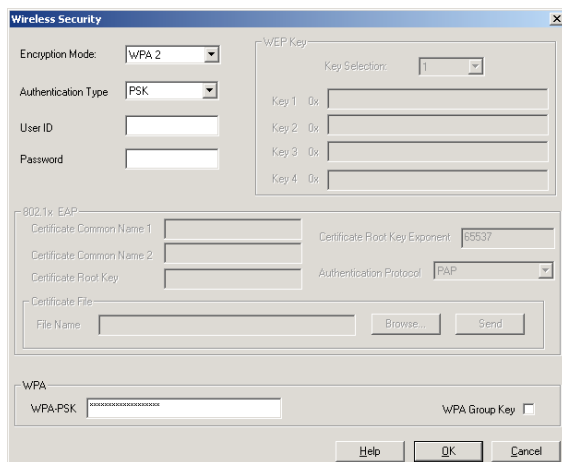 Wireless Security
Encryption Mode: WPA 2
WEP Key
Key Selection: 1
Authentication Type PSK
Key 1 0x
User ID
Key 2 0x
Password
Key 3 0x
Key 4 0x
802.1x EAP
Certificate Common Name 1
Certificate Root Key Exponent 65537
Certificate Common Name 2
Certificate Root Key
Authentication Protocol PAP
Certificate File
File Name
Browse...
Send
WPA
WPA-PSK xxxxxxxxxxxxxxxxxx
WPA Group Key
Help
OK
Cancel